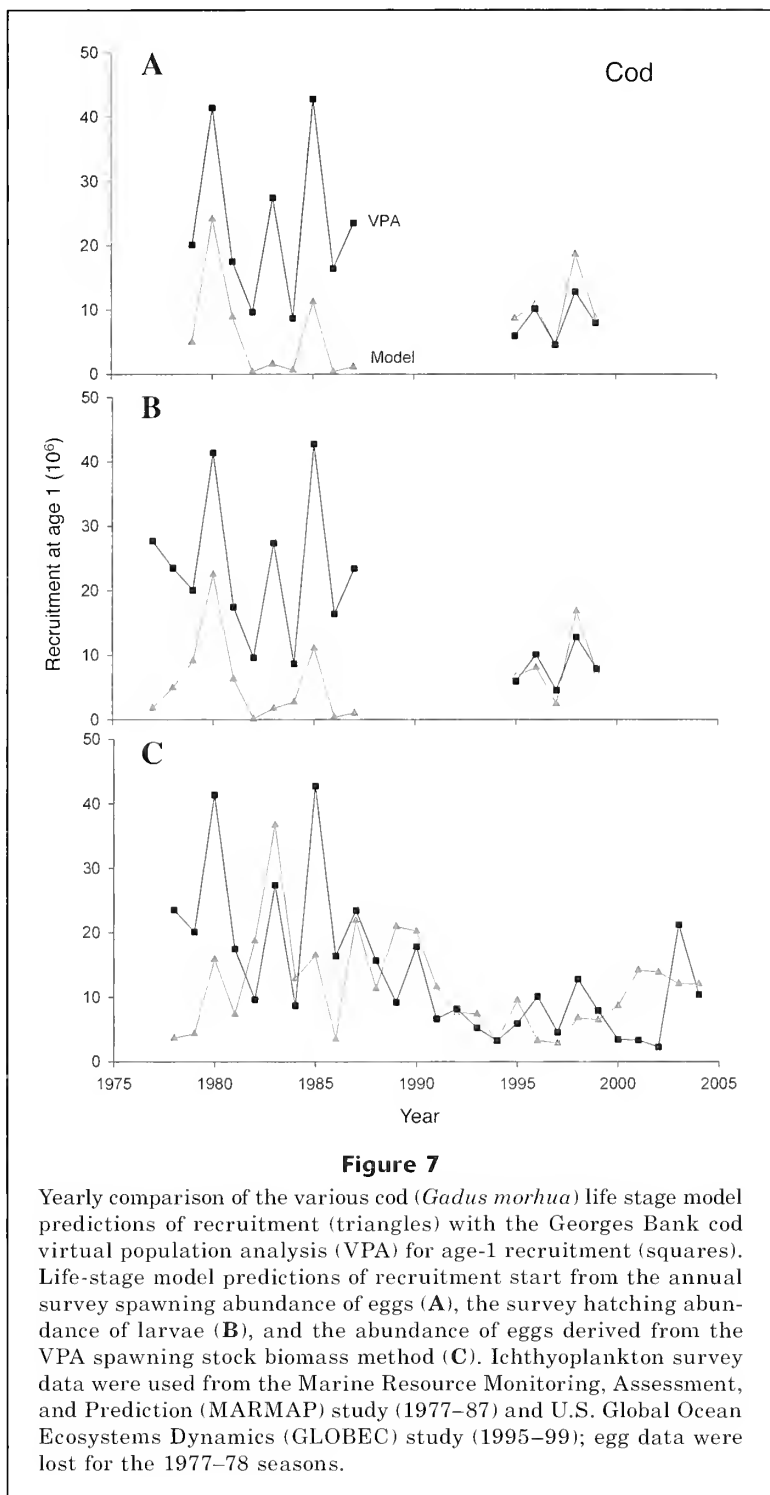 A
Cod
50
40
30
20
10
0
VPA
Model
B
50
40
30
20
10
0
Recruitment at age 1 (10⁶)
C
50
40
30
20
10
0
1975 1980 1985 1990 1995 2000 2005
Year
Figure 7
Yearly comparison of the various cod (Gadus morhua) life stage model
predictions of recruitment (triangles) with the Georges Bank cod
virtual population analysis (VPA) for age-1 recruitment (squares).
Life-stage model predictions of recruitment start from the annual
survey spawning abundance of eggs (A), the survey hatching abun-
dance of larvae (B), and the abundance of eggs derived from the
VPA spawning stock biomass method (C). Ichthyoplankton survey
data were used from the Marine Resource Monitoring, Assessment,
and Prediction (MARMAP) study (1977–87) and U.S. Global Ocean
Ecosystems Dynamics (GLOBEC) study (1995–99); egg data were
lost for the 1977–78 seasons.